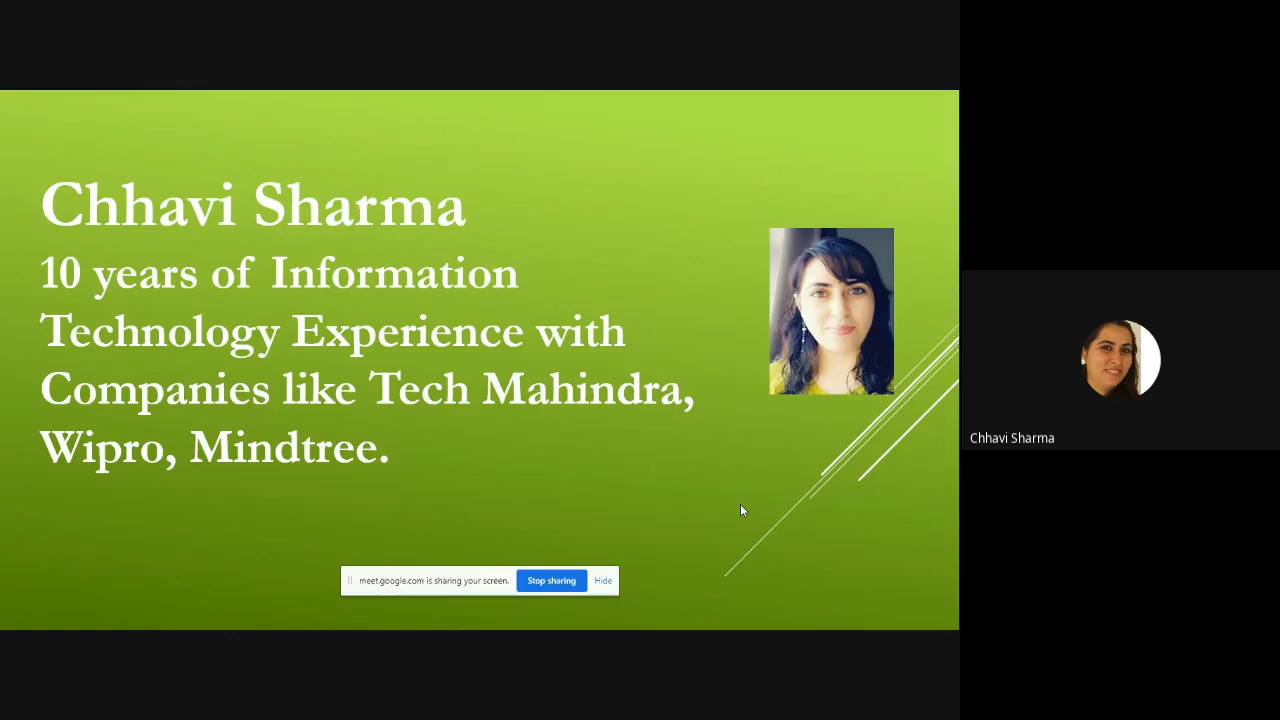 Chhavi Sharma
10 years of Information
Technology Experience with
Companies like Tech Mahindra,
Wipro, Mindtree.
meet.google.com is sharing your screen. Stop sharing Hide
Chhavi Sharma